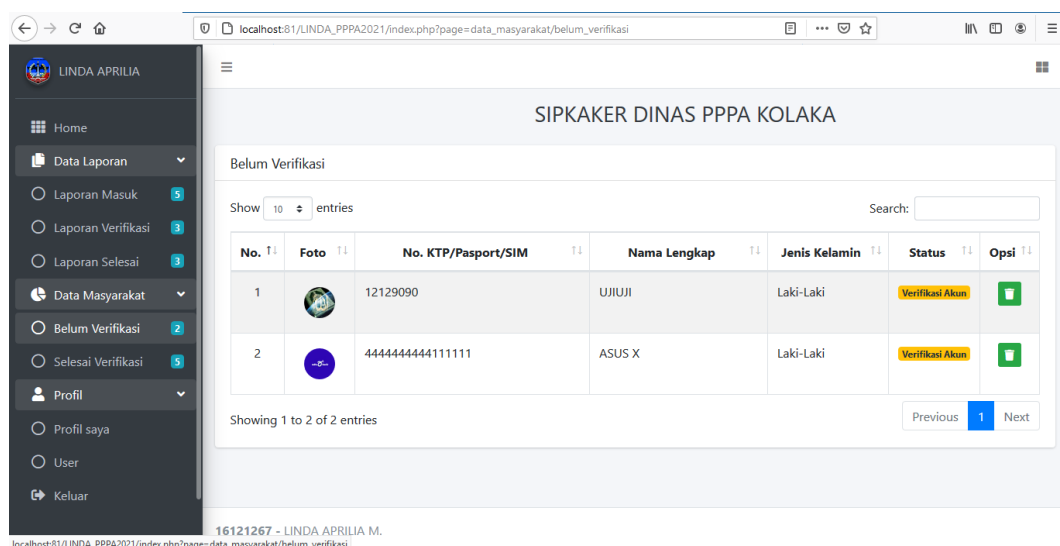 localhost:81/LINDA_PPPA2021/index.php?page=data_masyarakat/belum_verifikasi
LINDA APRILIA
Home
Data Laporan
Laporan Masuk 5
Laporan Verifikasi 3
Laporan Selesai 3
Data Masyarakat
Belum Verifikasi 2
Selesai Verifikasi 5
Profil
Profil saya
User
Keluar
SIPKAKER DINAS PPPA KOLAKA
Belum Verifikasi
Show 10 entries Search:
No. Foto No. KTP/Pasport/SIM Nama Lengkap Jenis Kelamin Status Opsi
1 12129090 UJIUJI Laki-Laki Verifikasi Akun
2 4444444444111111 ASUS X Laki-Laki Verifikasi Akun
Showing 1 to 2 of 2 entries Previous 1 Next
16121267 - LINDA APRILIA M.
localhost:81/LINDA_PPPA2021/index.php?page=data_masyarakat/belum_verifikasi